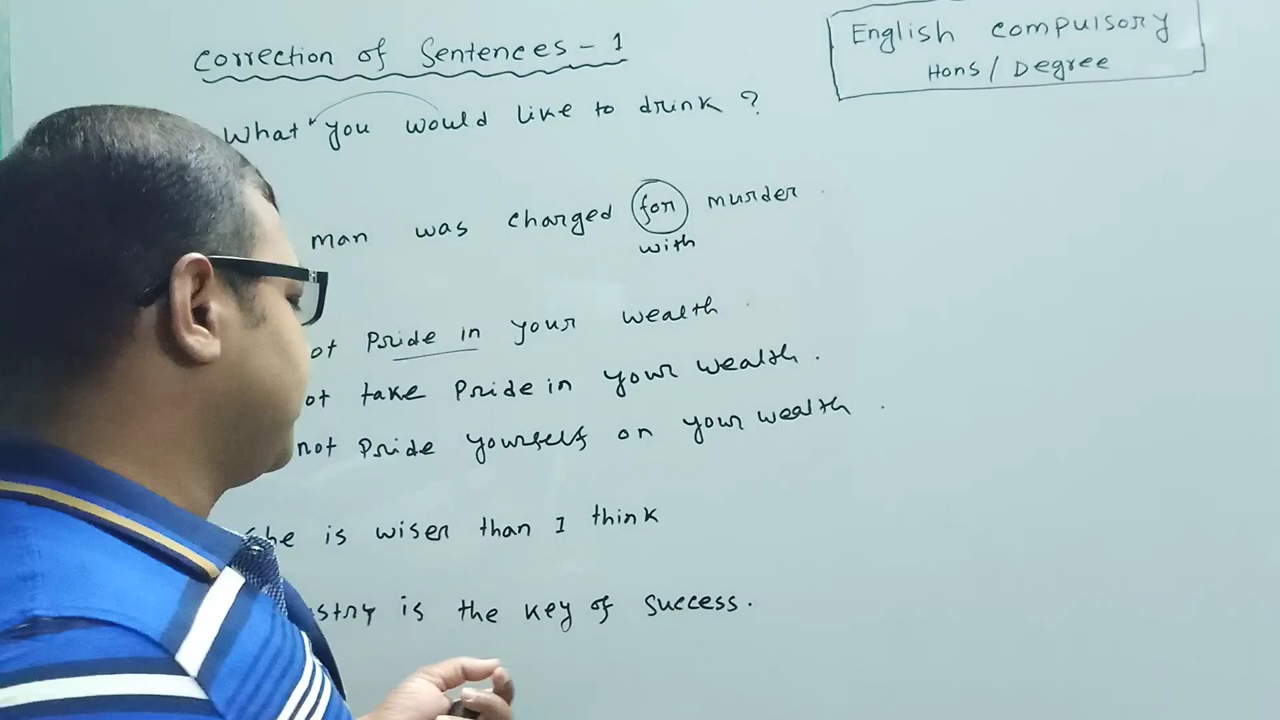 Correction of Sentences - 1
English compulsory
Hons / Degree
What you would like to drink ?
man was charged for murder
with
ot Pride in your wealth .
ot take Pride in your wealth .
not Pride yourself on your wealth .
She is wiser than I think
stry is the key of success .